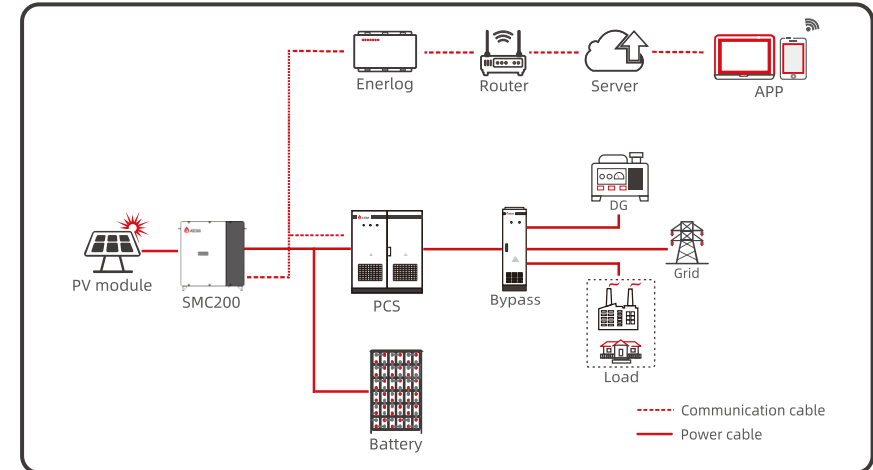 Enerlog
Router
Server
APP
DG
PV module
SMC200
PCS
Bypass
Grid
Load
Battery
Communication cable
Power cable